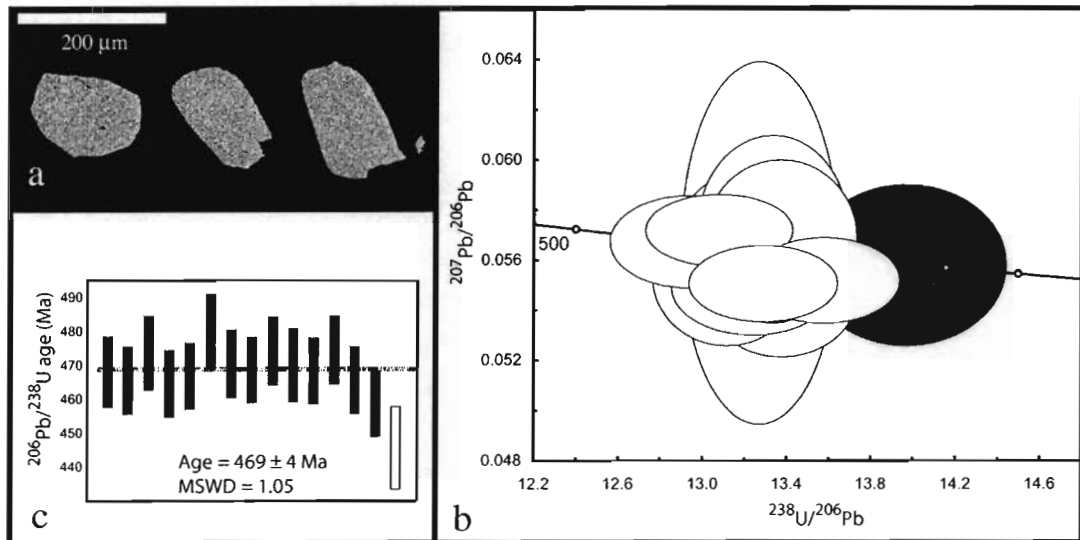 200 µm
a
490
480
470
460
450
440
206Pb/238U age (Ma)
Age = 469 ± 4 Ma
MSWD = 1.05
c
0.064
0.060
0.056
0.052
0.048
207Pb/206Pb
500
12.2
12.6
13.0
13.4
13.8
14.2
14.6
238U/206Pb
b